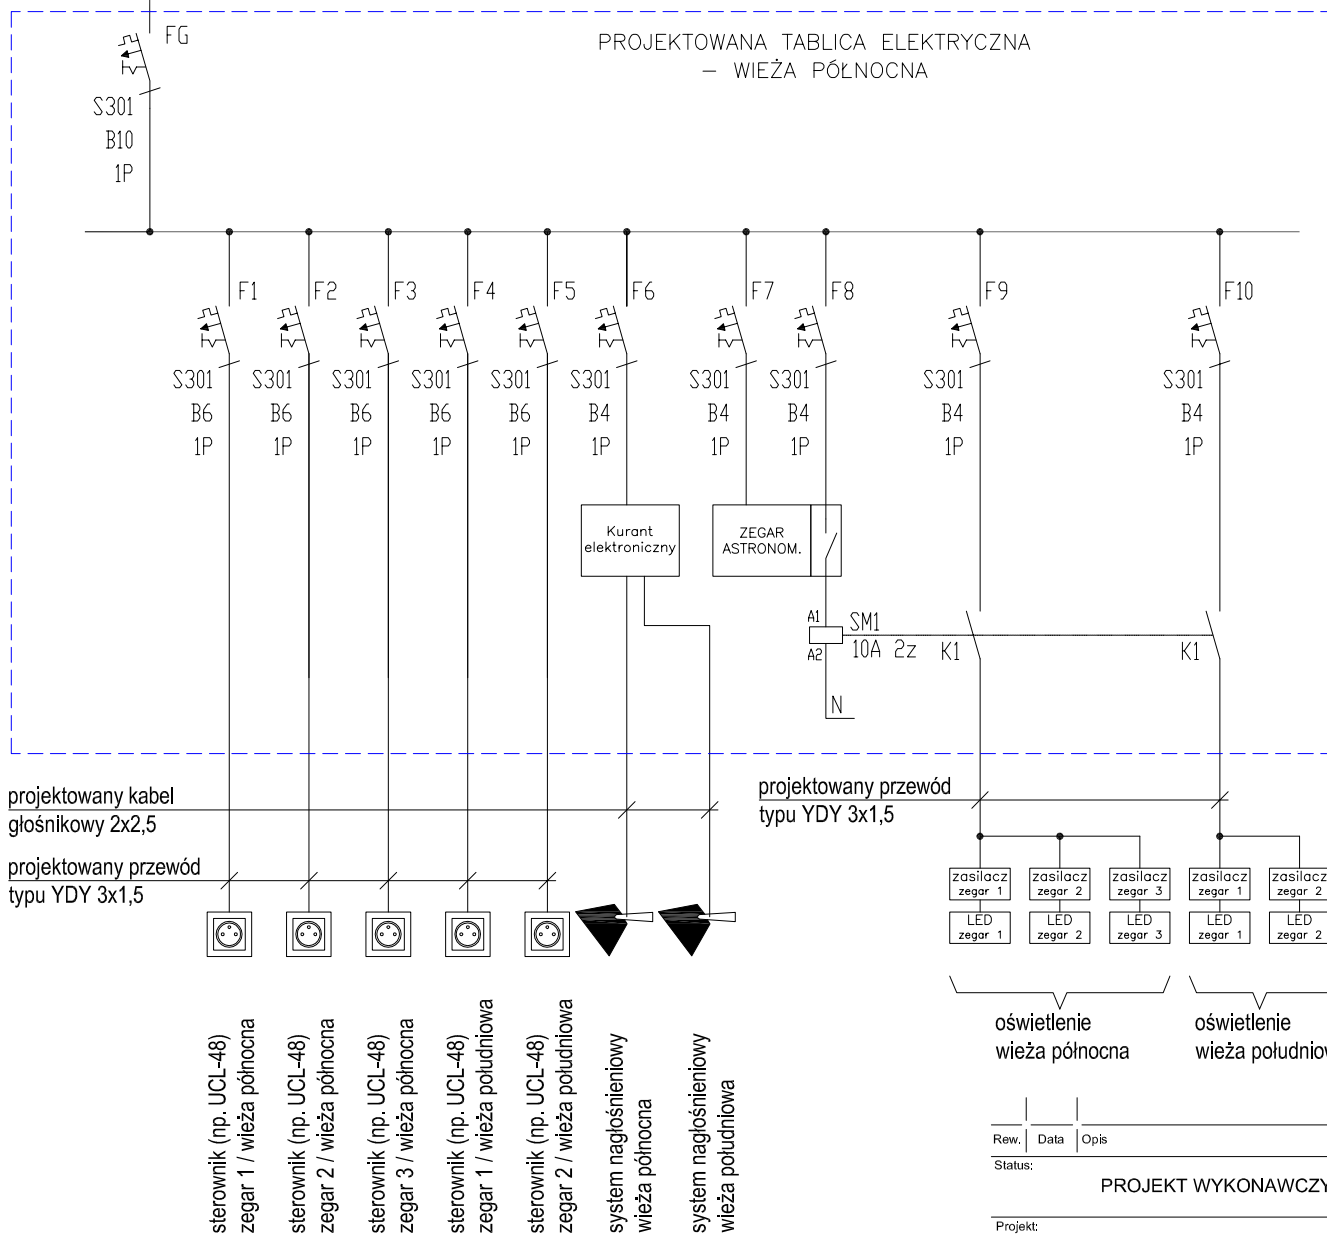 FG
PROJEKTOWANA TABLICA ELEKTRYCZNA
– WIEŻA PÓŁNOCNA
S301
B10
1P
F1 F2 F3 F4 F5 F6 F7 F8 F9 F10
S301 S301 S301 S301 S301 S301 S301 S301 S301 S301
B6 B6 B6 B6 B6 B4 B4 B4 B4 B4
1P 1P 1P 1P 1P 1P 1P 1P 1P 1P
Kurant
elektroniczny
ZEGAR
ASTRONOM.
A1
A2
SM1
10A 2z
K1
K1
N
projektowany kabel
głośnikowy 2x2,5
projektowany przewód
typu YDY 3x1,5
projektowany przewód
typu YDY 3x1,5
zasilacz
zegar 1
zasilacz
zegar 2
zasilacz
zegar 3
zasilacz
zegar 1
zasilacz
zegar 2
LED
zegar 1
LED
zegar 2
LED
zegar 3
LED
zegar 1
LED
zegar 2
oświetlenie
wieża północna
oświetlenie
wieża południow
sterownik (np. UCL-48)
zegar 1 / wieża północna
sterownik (np. UCL-48)
zegar 2 / wieża północna
sterownik (np. UCL-48)
zegar 3 / wieża północna
sterownik (np. UCL-48)
zegar 1 / wieża południowa
sterownik (np. UCL-48)
zegar 2 / wieża południowa
system nagłośnieniowy
wieża północna
system nagłośnieniowy
wieża południowa
Rew. Data Opis
Status:
PROJEKT WYKONAWCZY
Projekt: